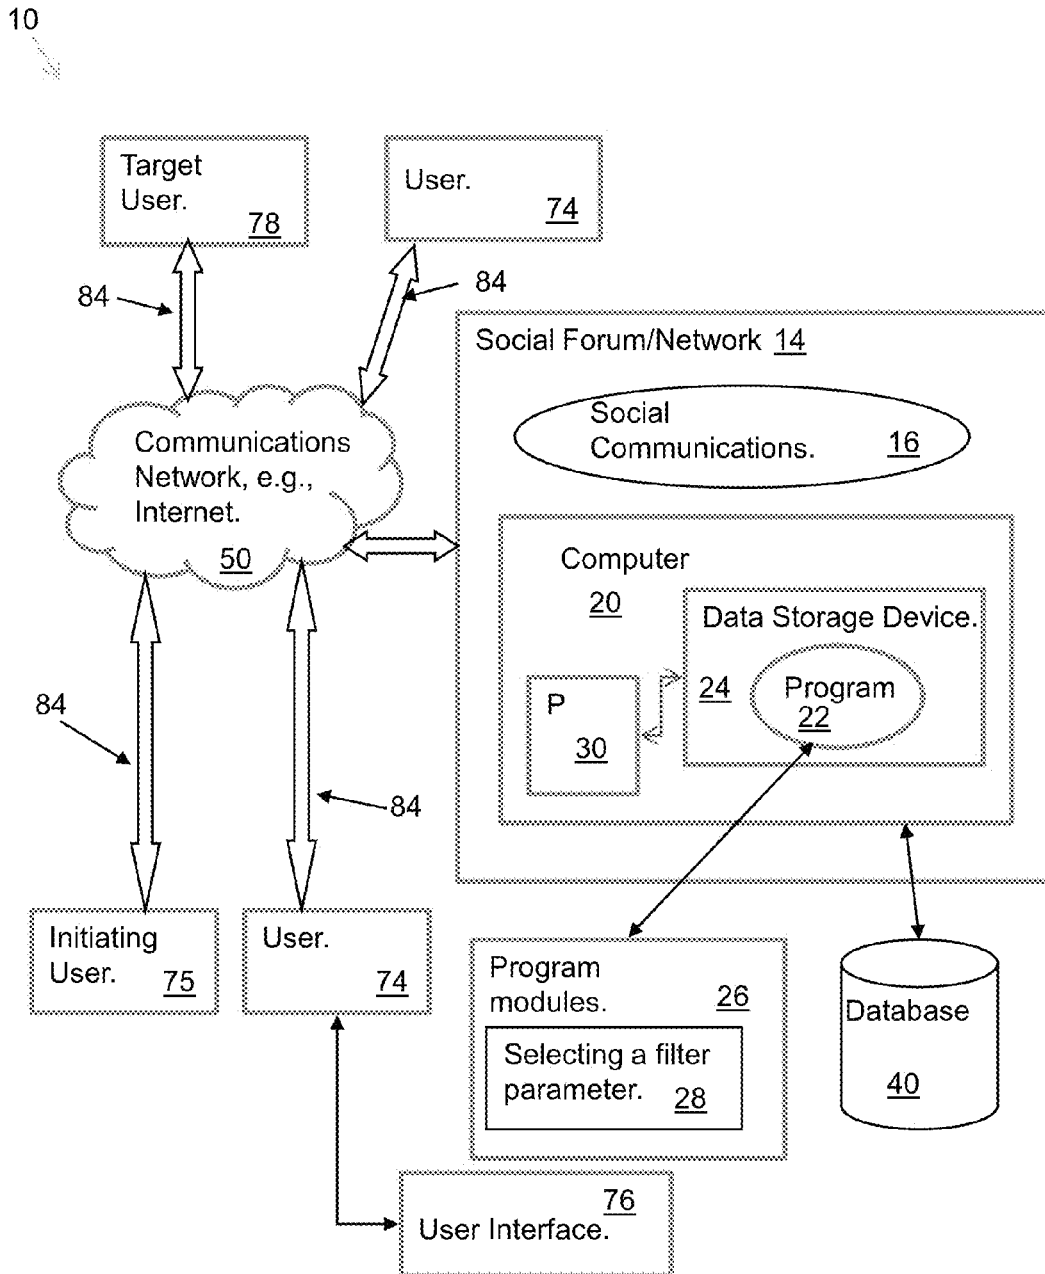 10
Target
User.
78
User.
74
84
84
Social Forum/Network 14
Social
Communications.
16
Communications
Network, e.g.,
Internet.
50
Computer
20
Data Storage Device.
24
Program
22
P
30
84
84
Initiating
User.
75
User.
74
Program
modules.
26
Selecting a filter
parameter.
28
Database
40
76
User Interface.